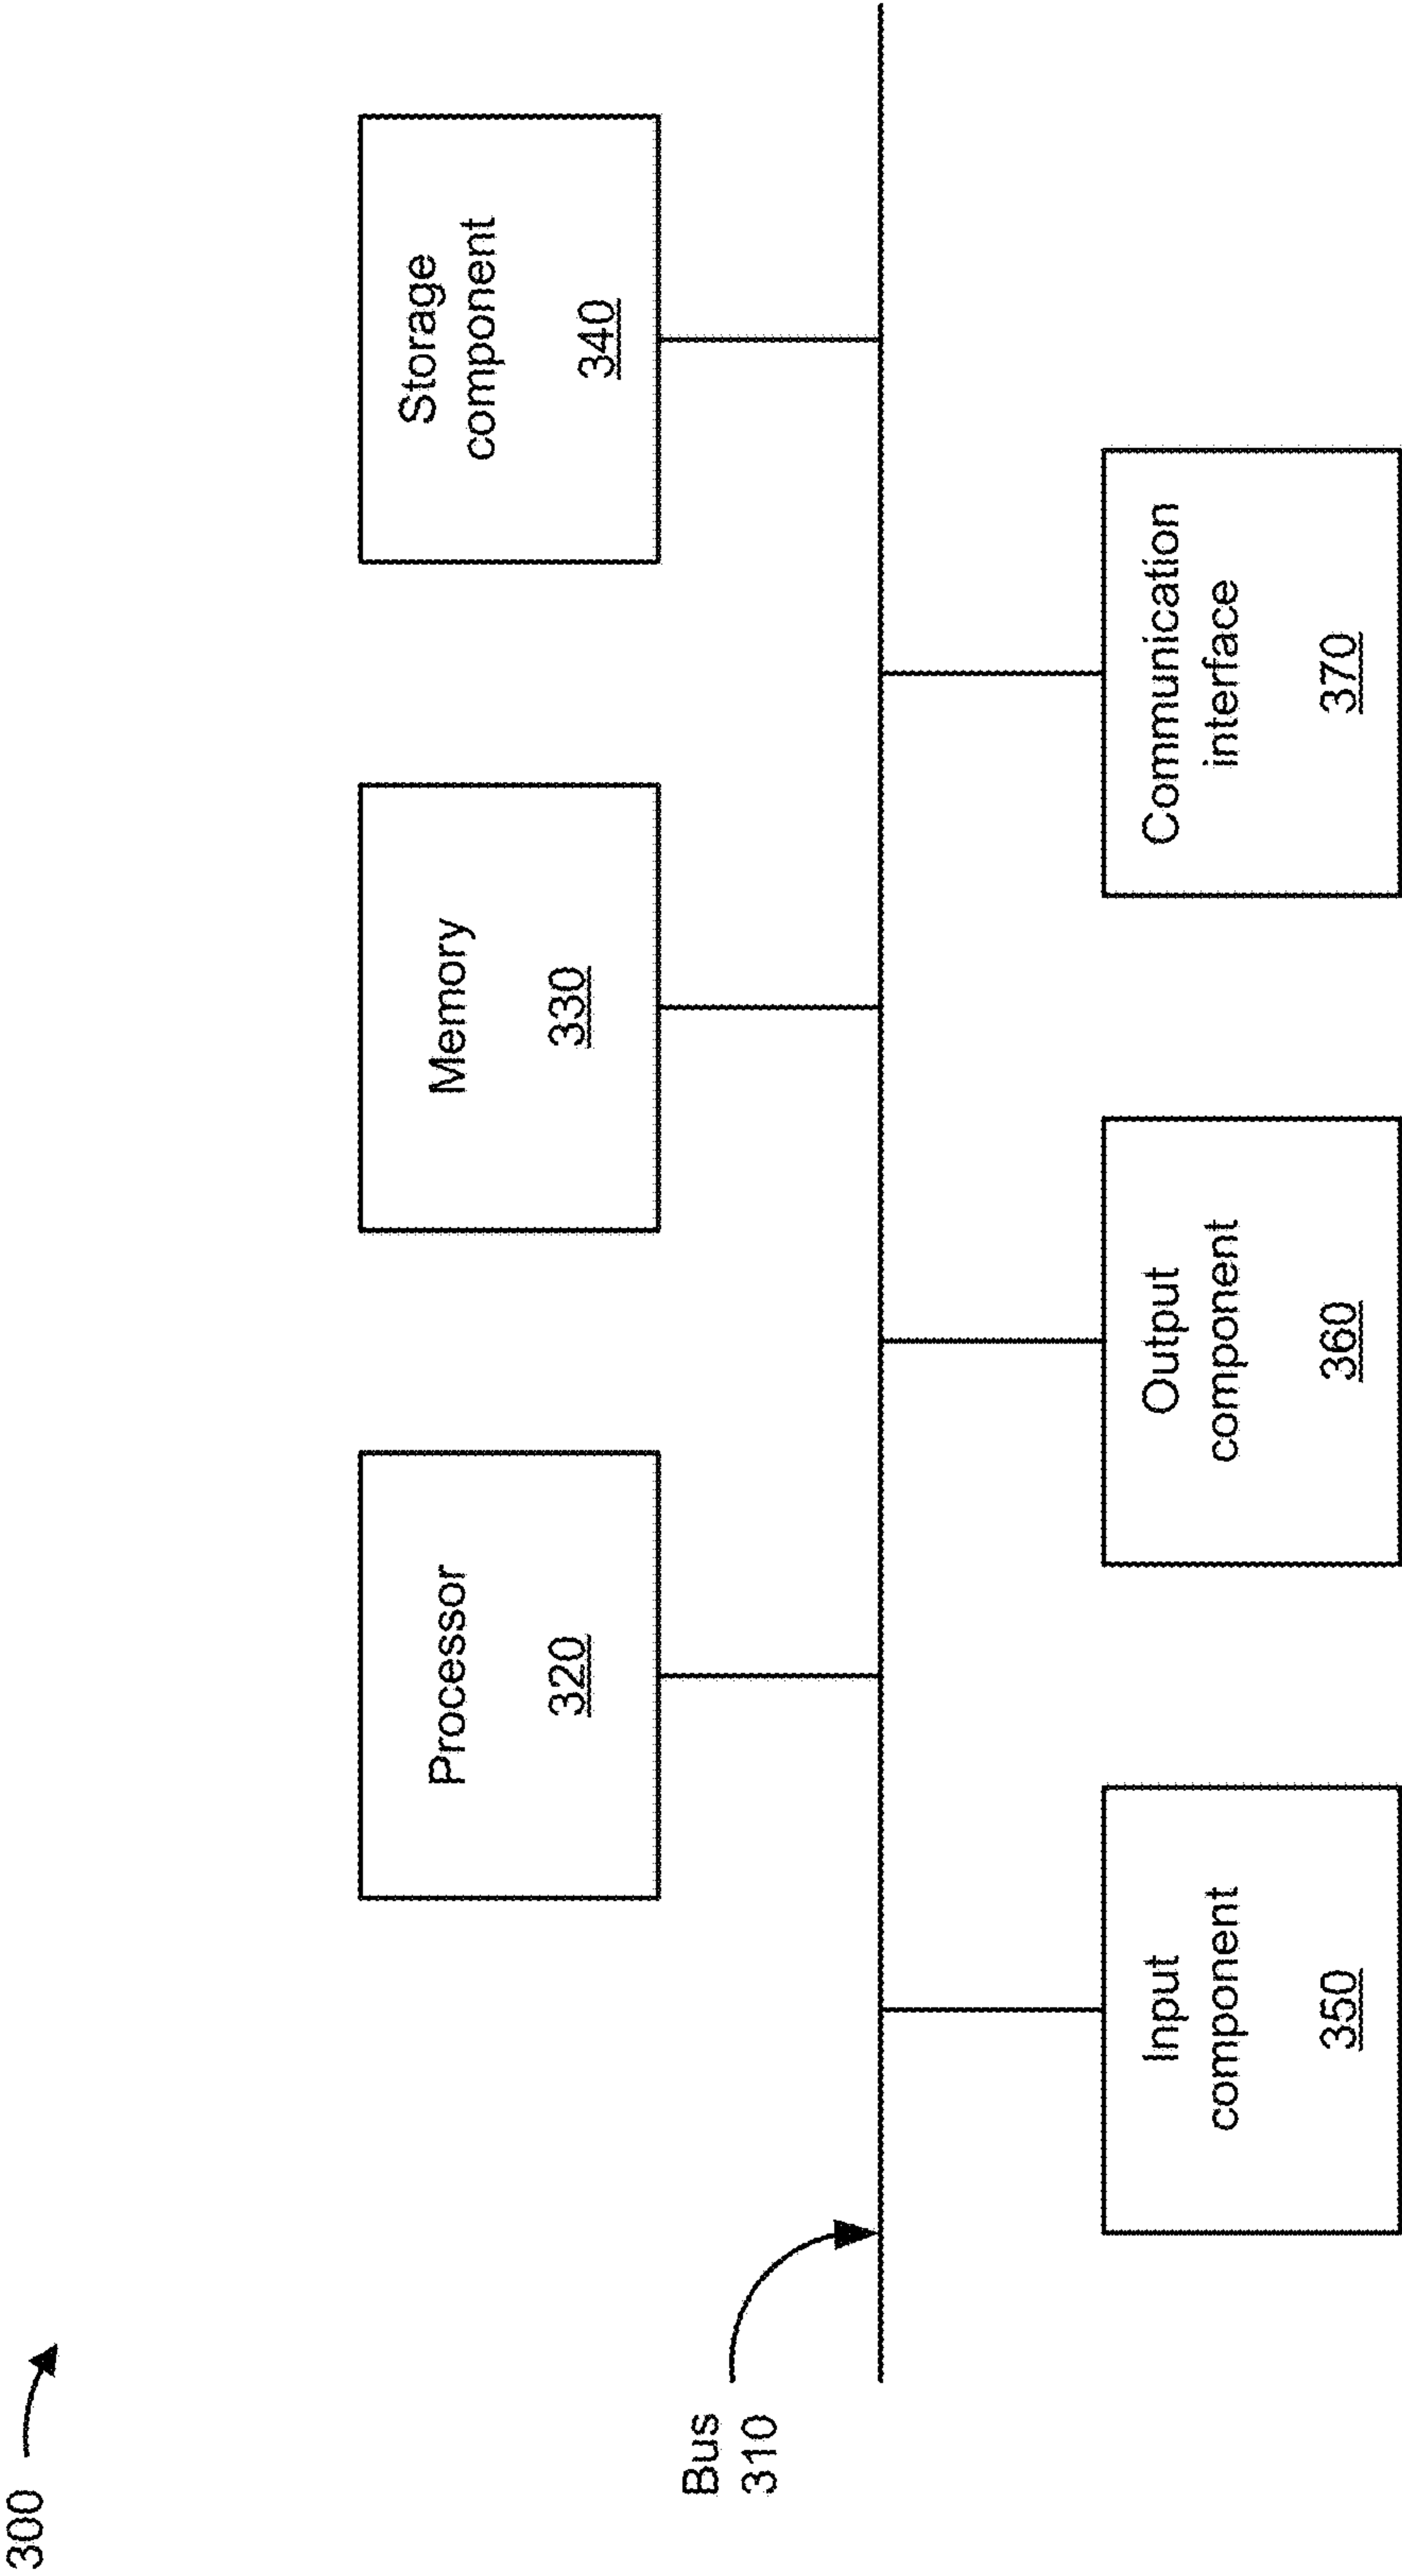 300
Processor
320
Memory
330
Storage
component
340
Bus
310
Input
component
350
Output
component
360
Communication
interface
370